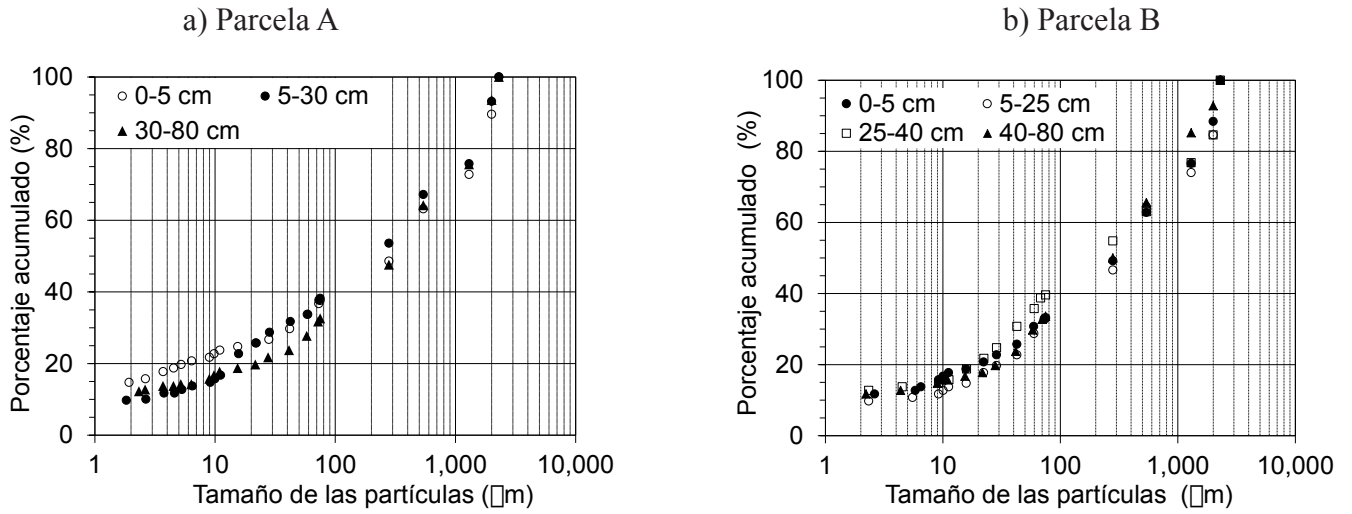 a) Parcela A
b) Parcela B
Porcentaje acumulado (%)
100
80
60
40
20
0
0-5 cm 5-30 cm
30-80 cm
1 10 100 1,000 10,000
Tamaño de las partículas (□m)
Porcentaje acumulado (%)
100
80
60
40
20
0
0-5 cm 5-25 cm
25-40 cm 40-80 cm
1 10 100 1,000 10,000
Tamaño de las partículas (□m)